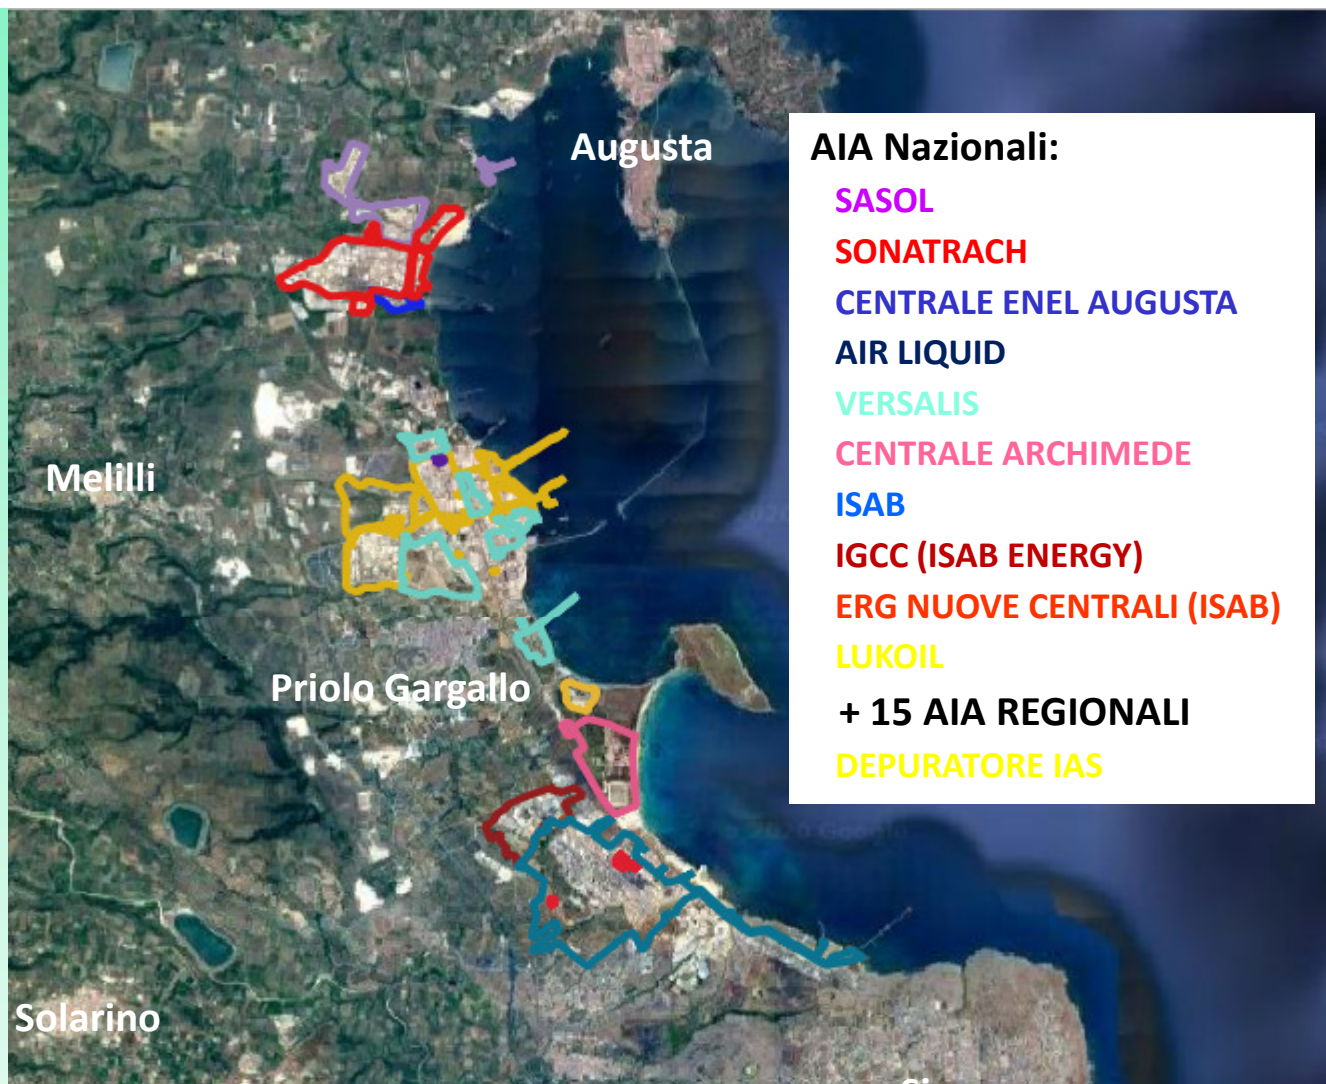 Augusta
Melilli
Priolo Gargallo
Solarino
AIA Nazionali:
SASOL
SONATRACH
CENTRALE ENEL AUGUSTA
AIR LIQUID
VERSALIS
CENTRALE ARCHIMEDE
ISAB
IGCC (ISAB ENERGY)
ERG NUOVE CENTRALI (ISAB)
LUKOIL
+ 15 AIA REGIONALI
DEPURATORE IAS